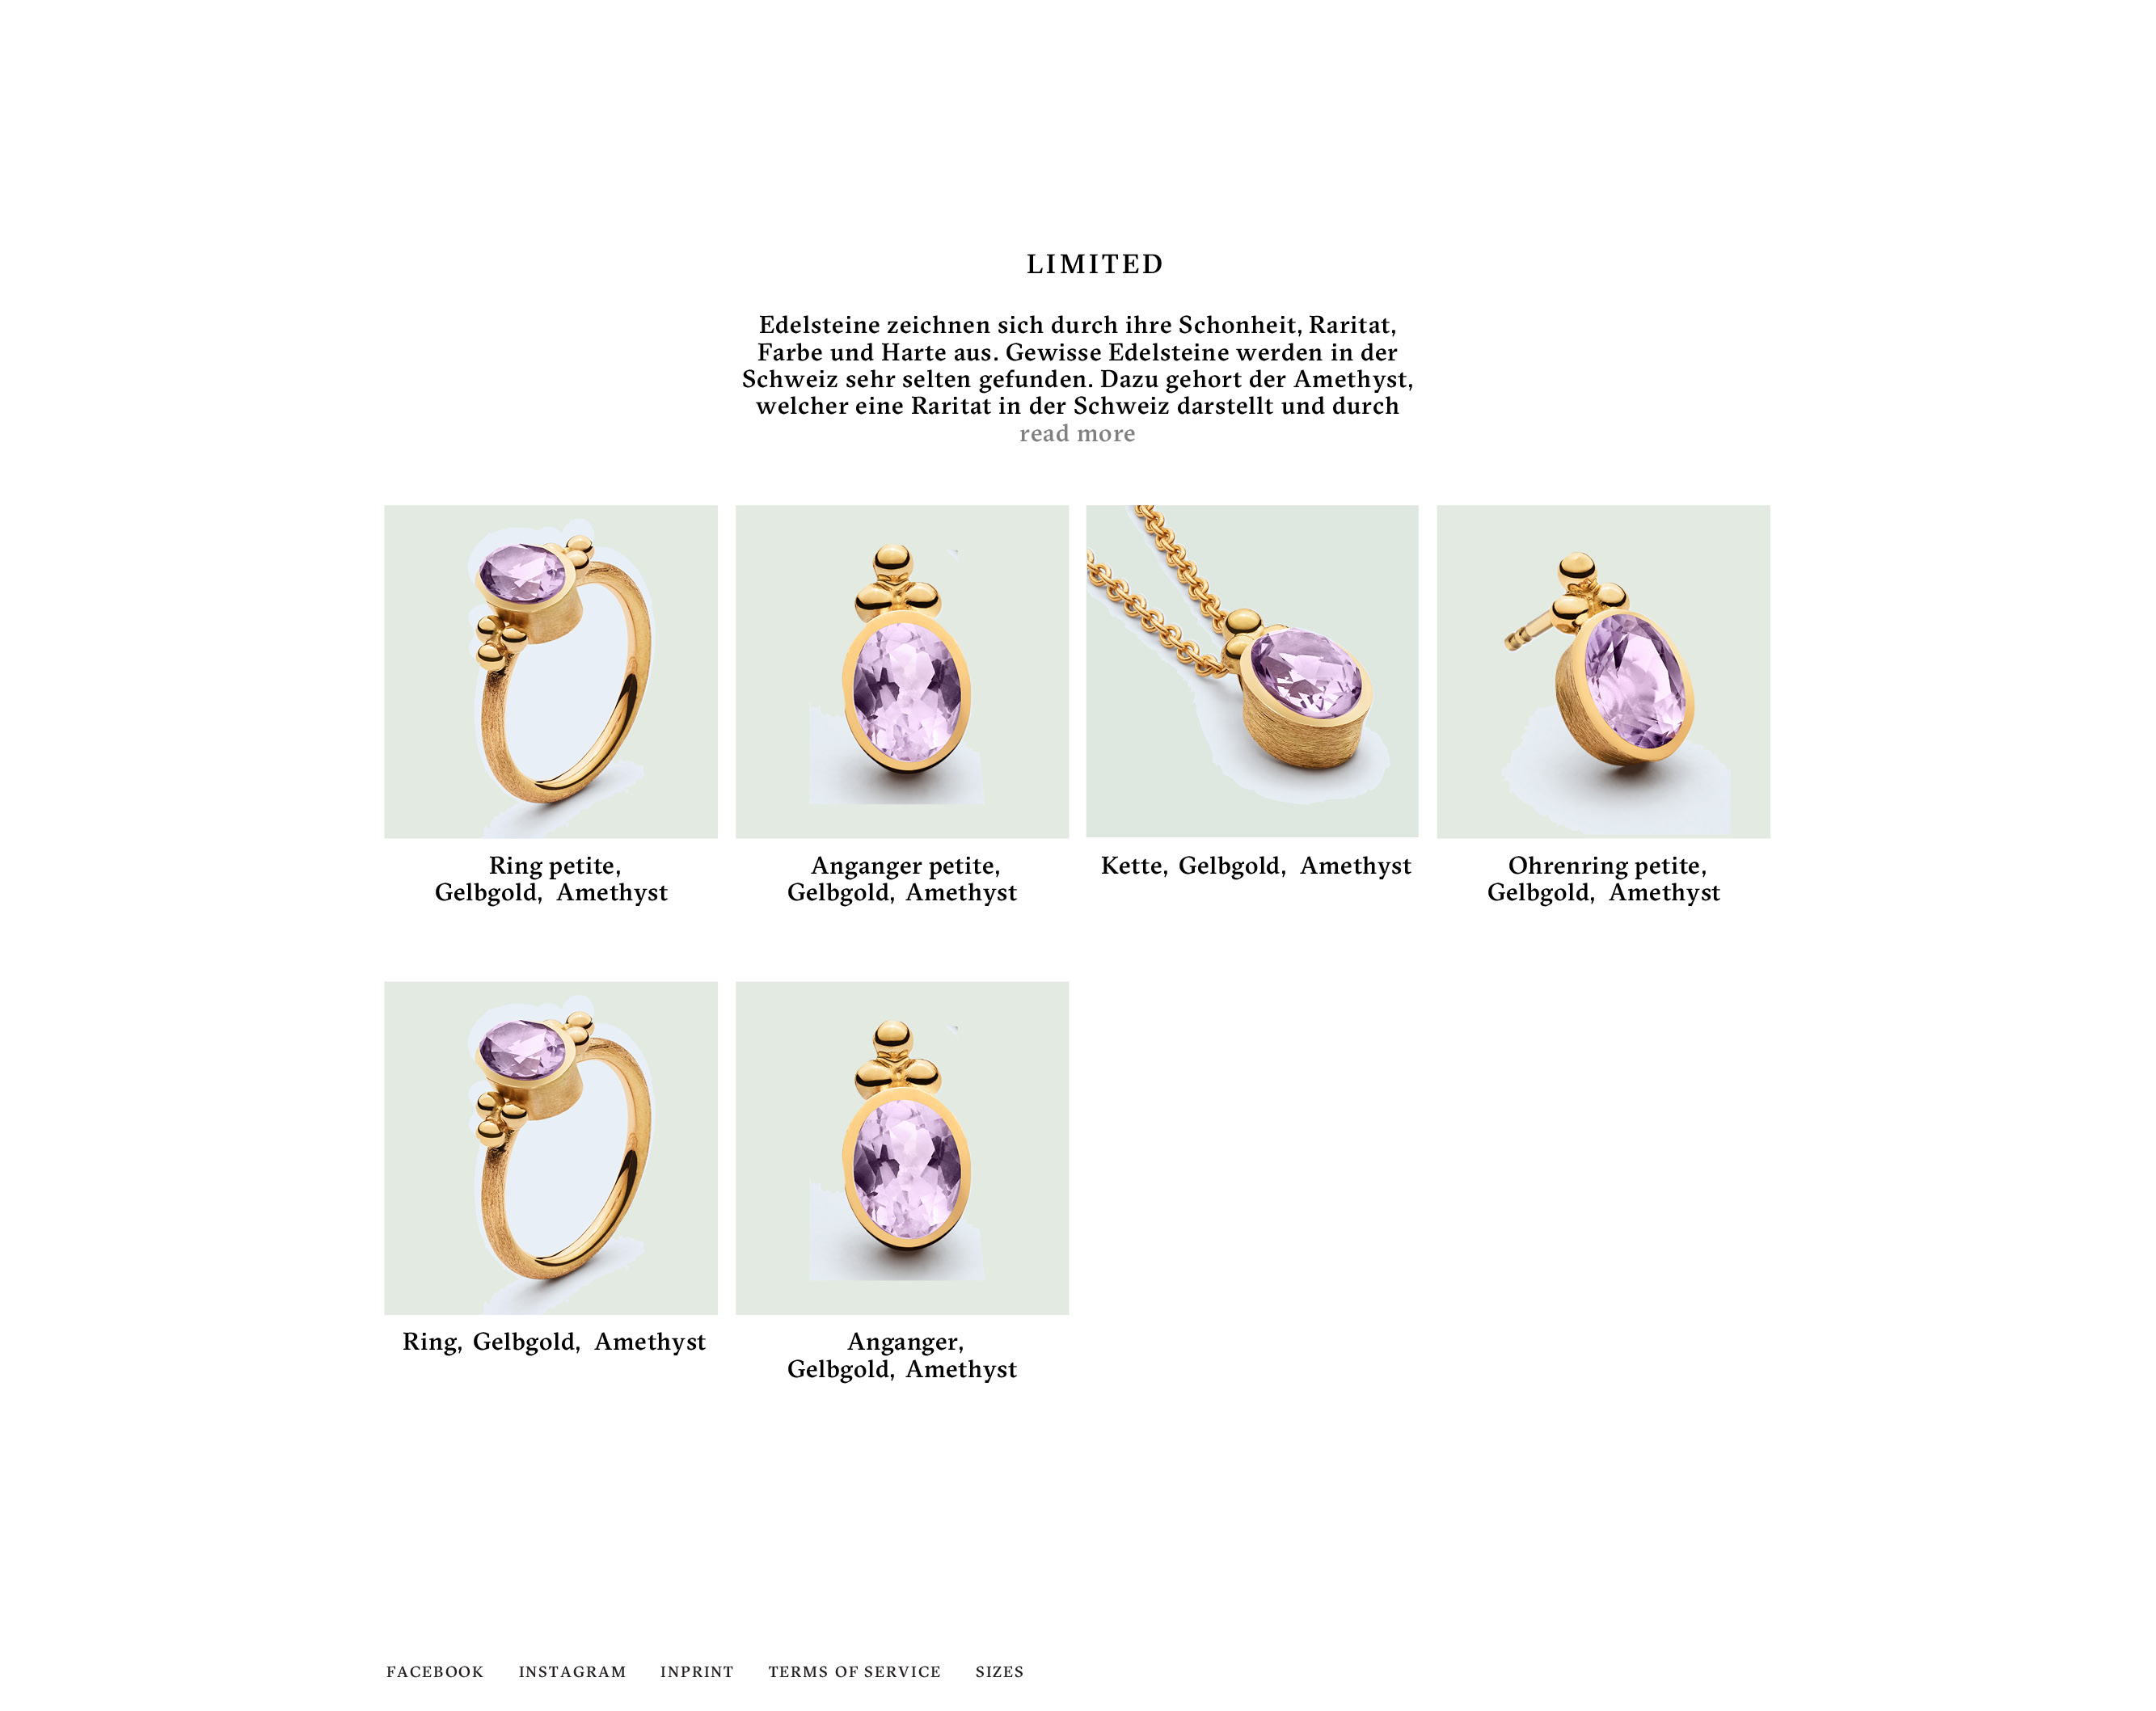 LIMITED
Edelsteine zeichnen sich durch ihre Schonheit, Raritat,
Farbe und Harte aus. Gewisse Edelsteine werden in der
Schweiz sehr selten gefunden. Dazu gehort der Amethyst,
welcher eine Raritat in der Schweiz darstellt und durch
read more
Ring petite,
Gelbgold, Amethyst
Anganger petite,
Gelbgold, Amethyst
Kette, Gelbgold, Amethyst
Ohrenring petite,
Gelbgold, Amethyst
Ring, Gelbgold, Amethyst
Anganger,
Gelbgold, Amethyst
FACEBOOK INSTAGRAM INPRINT TERMS OF SERVICE SIZES